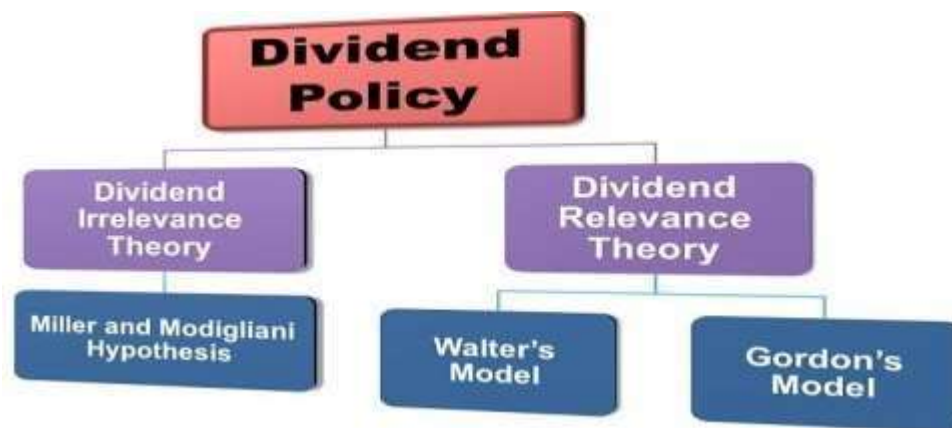 Dividend
Policy
Dividend
Irrelevance
Theory
Dividend
Relevance
Theory
Miller and Modigliani
Hypothesis
Walter's
Model
Gordon's
Model